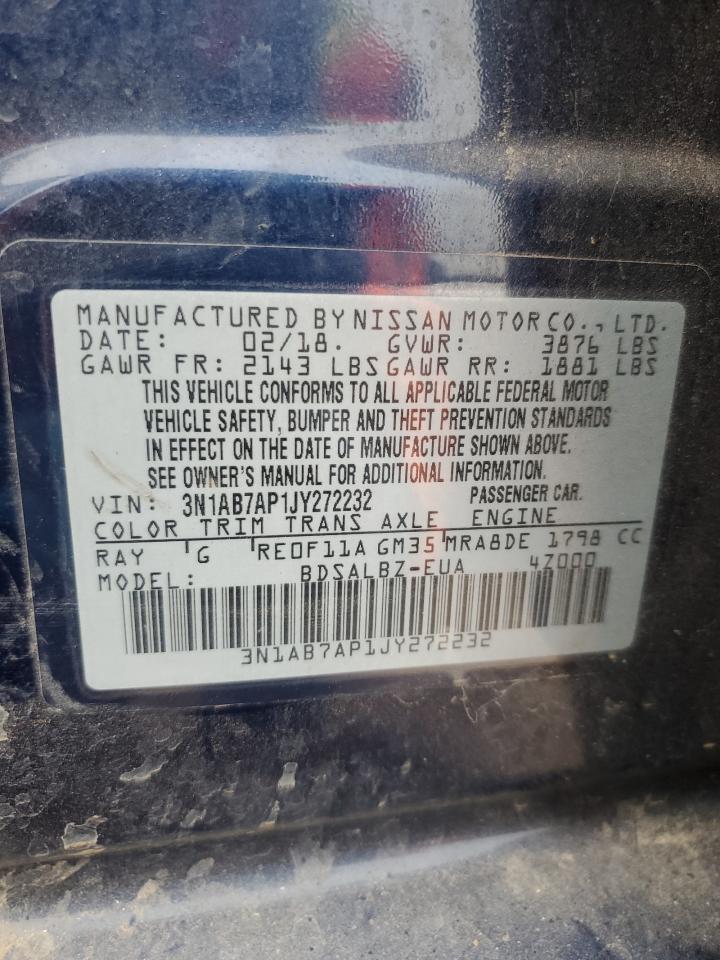 MANUFACTURED BY NISSAN MOTOR CO., LTD.
DATE: 02/18. GVWR: 3876 LBS
GAWR FR: 2143 LBS GAWR RR: 1881 LBS
THIS VEHICLE CONFORMS TO ALL APPLICABLE FEDERAL MOTOR
VEHICLE SAFETY, BUMPER AND THEFT PREVENTION STANDARDS
IN EFFECT ON THE DATE OF MANUFACTURE SHOWN ABOVE.
SEE OWNER'S MANUAL FOR ADDITIONAL INFORMATION.
VIN: 3N1AB7AP1JY272232 PASSENGER CAR.
COLOR TRIM TRANS AXLE ENGINE
RAY G RE0F11A GM35 MRA8DE 1798 CC
MODEL: BDSALBZ-EUA 4Z000
3N1AB7AP1JY272232